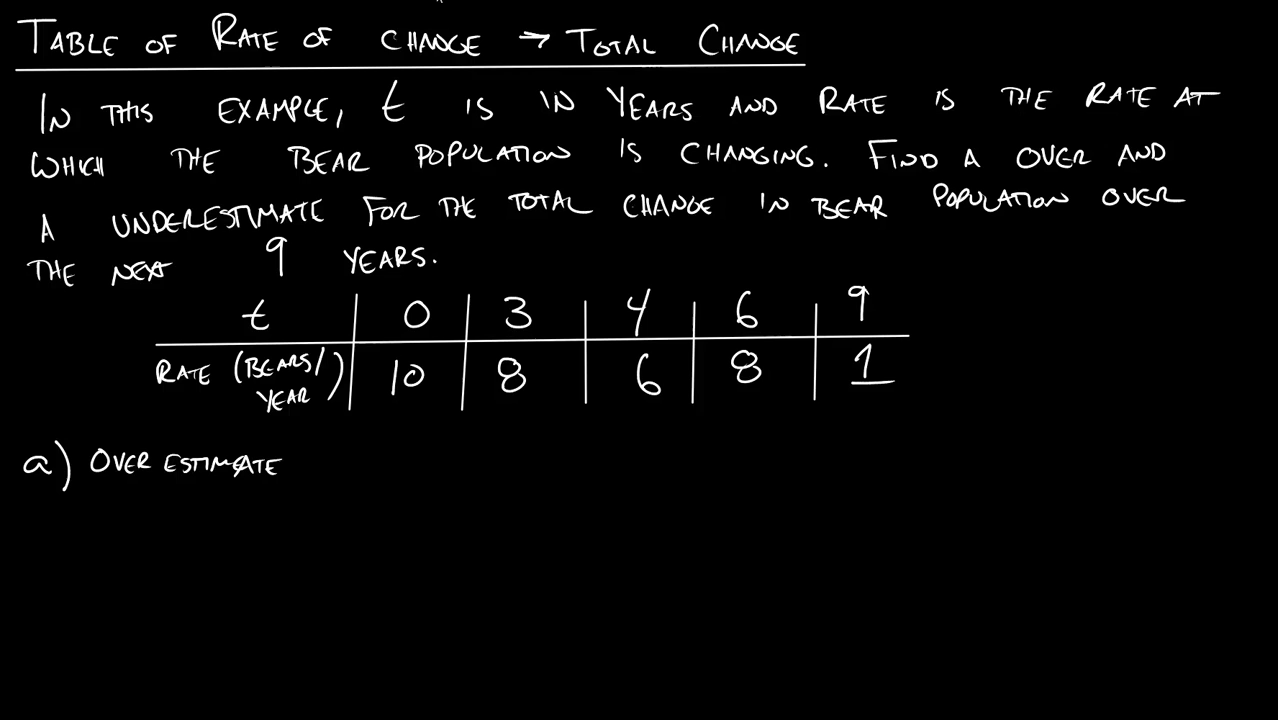 TABLE OF RATE OF CHANGE → TOTAL CHANGE
IN THIS EXAMPLE, t IS IN YEARS AND RATE IS THE RATE AT
WHICH THE BEAR POPULATION IS CHANGING. FIND A OVER AND
A UNDERESTIMATE FOR THE TOTAL CHANGE IN BEAR POPULATION OVER
THE NEXT 9 YEARS.
t 0 3 4 6 9
RATE (BEARS/YEAR) 10 8 6 8 1
a) OVER ESTIMATE